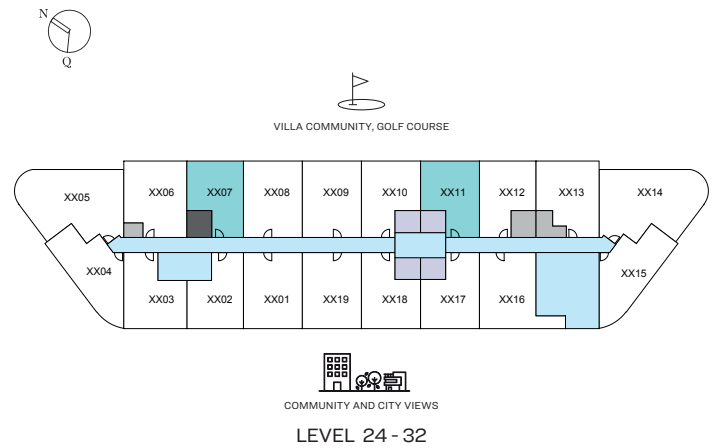 N
Q
VILLA COMMUNITY, GOLF COURSE
XX05 XX06 XX07 XX08 XX09 XX10 XX11 XX12 XX13 XX14
XX04 XX03 XX02 XX01 XX19 XX18 XX17 XX16 XX15
COMMUNITY AND CITY VIEWS
LEVEL 24 - 32